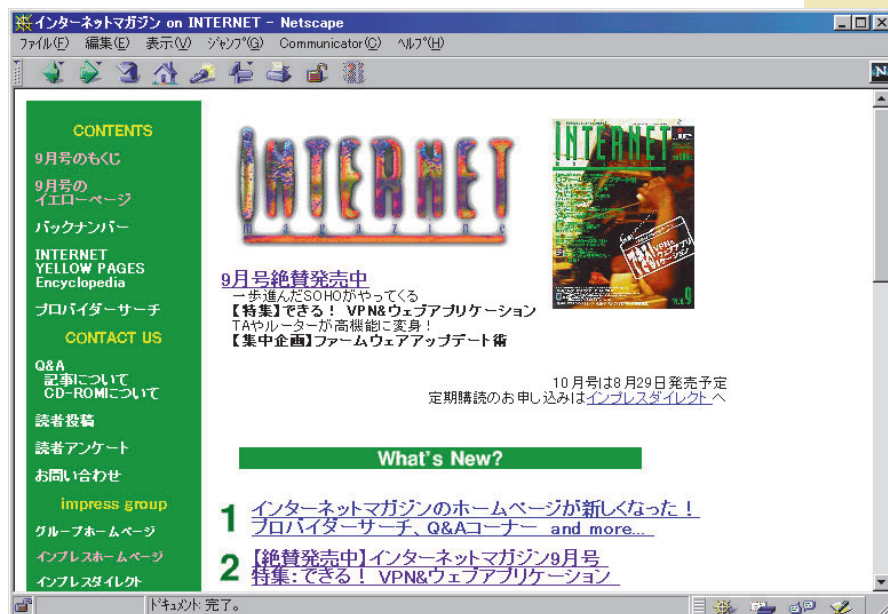 インターネットマガジン on INTERNET - Netscape
ファイル(F) 編集(E) 表示(V) ジャンプ(G) Communicator(C) ヘルプ(H)
N
CONTENTS
9月号のもくじ
9月号の
イエローページ
バックナンバー
INTERNET
YELLOW PAGES
Encyclopedia
プロバイダーサーチ
CONTACT US
Q&A
記事について
CD-ROMについて
読者投稿
読者アンケート
お問い合わせ
impress group
グループホームページ
インプレスホームページ
インプレスダイレクト
INTERNET
magazine
INTERNET
9月号絶賛発売中
一歩進んだSOHOがやってくる
【特集】できる! VPN&ウェブアプリケーション
TAやルーターが高機能に変身!
【集中企画】ファームウェアアップデート術
10月号は8月29日発売予定
定期購読のお申し込みはインプレスダイレクトへ
What's New?
1 インターネットマガジンのホームページが新しくなった!
プロバイダーサーチ、Q&Aコーナー and more...
2 【絶賛発売中】インターネットマガジン9月号
特集:できる! VPN&ウェブアプリケーション
ドキュメント: 完了。